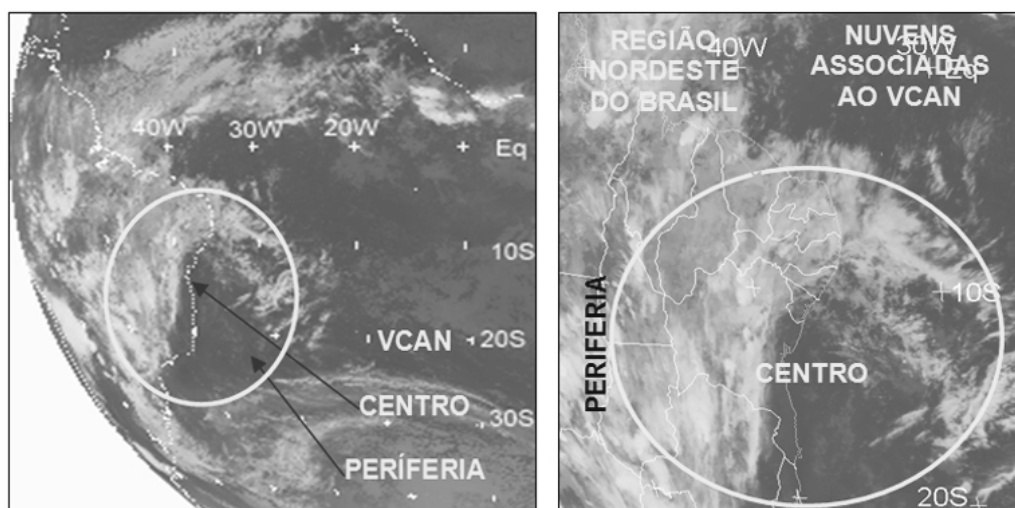 40W
30W
20W
Eq
10S
VCAN
20S
CENTRO
30S
PERÍFERIA
REGIÃO
40W
NORDESTE
DO BRASIL
NUVENS
30W
ASSOCIADAS
Eq
AO VCAN
PERIFERIA
10S
CENTRO
20S